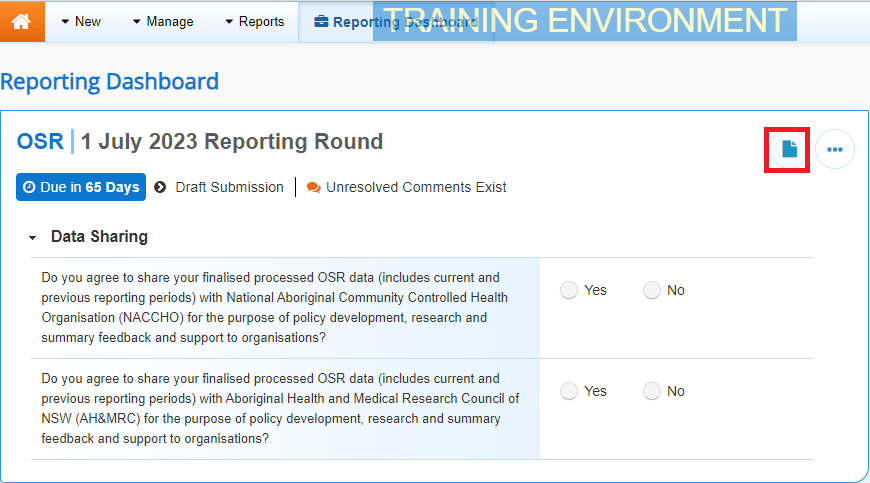 New Manage Reports Reporting Dashboard TRAINING ENVIRONMENT
Reporting Dashboard
OSR 1 July 2023 Reporting Round
Due in 65 Days Draft Submission Unresolved Comments Exist
Data Sharing
Do you agree to share your finalised processed OSR data (includes current and
previous reporting periods) with National Aboriginal Community Controlled Health
Organisation (NACCHO) for the purpose of policy development, research and
summary feedback and support to organisations?
Yes No
Do you agree to share your finalised processed OSR data (includes current and
previous reporting periods) with Aboriginal Health and Medical Research Council of
NSW (AH&MRC) for the purpose of policy development, research and summary
feedback and support to organisations?
Yes No